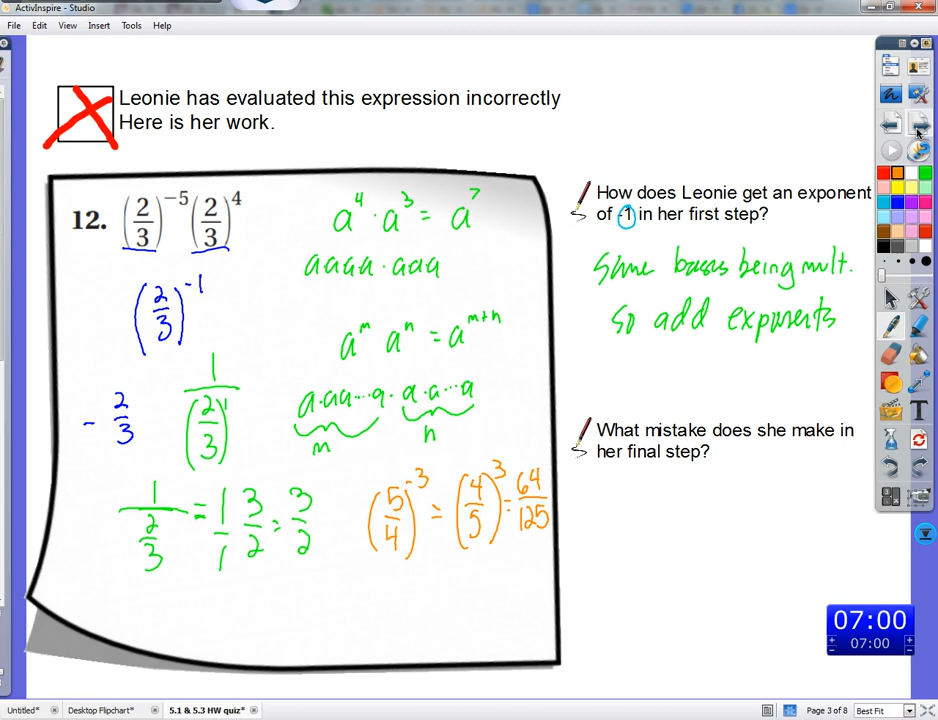 ActivInspire - Studio
File Edit View Insert Tools Help
Leonie has evaluated this expression incorrectly
Here is her work.
12. (2/3)^-5 (2/3)^4
a^4 · a^3 = a^7
aaaa · aaa
(2/3)^-1
a^m a^n = a^m+n
- 2/3
1/(2/3)^1
a·aa...a · a·a...a
m n
1/(2/3) = 1/1 3/2 = 3/2
(5/4)^-3 = (4/5)^3 = 64/125
How does Leonie get an exponent
of -1 in her first step?
same bases being mult.
so add exponents
What mistake does she make in
her final step?
07:00
07:00
Untitled* Desktop Flipchart* 5.1 & 5.3 HW quiz* Page 3 of 8 Best Fit